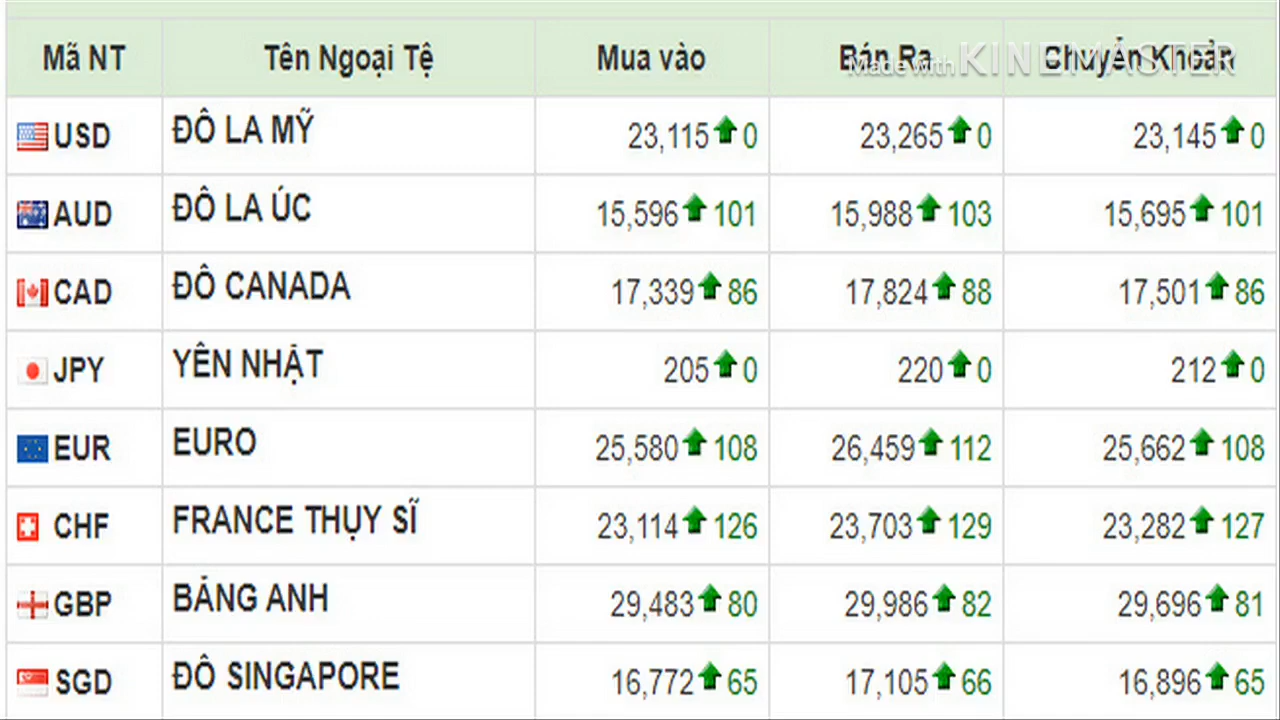 Mã NT Tên Ngoại Tệ Mua vào Bán Ra Chuyển Khoản
Made with KINEMASTER
USD ĐÔ LA MỸ 23,115 0 23,265 0 23,145 0
AUD ĐÔ LA ÚC 15,596 101 15,988 103 15,695 101
CAD ĐÔ CANADA 17,339 86 17,824 88 17,501 86
JPY YÊN NHẬT 205 0 220 0 212 0
EUR EURO 25,580 108 26,459 112 25,662 108
CHF FRANCE THỤY SĨ 23,114 126 23,703 129 23,282 127
GBP BẢNG ANH 29,483 80 29,986 82 29,696 81
SGD ĐÔ SINGAPORE 16,772 65 17,105 66 16,896 65